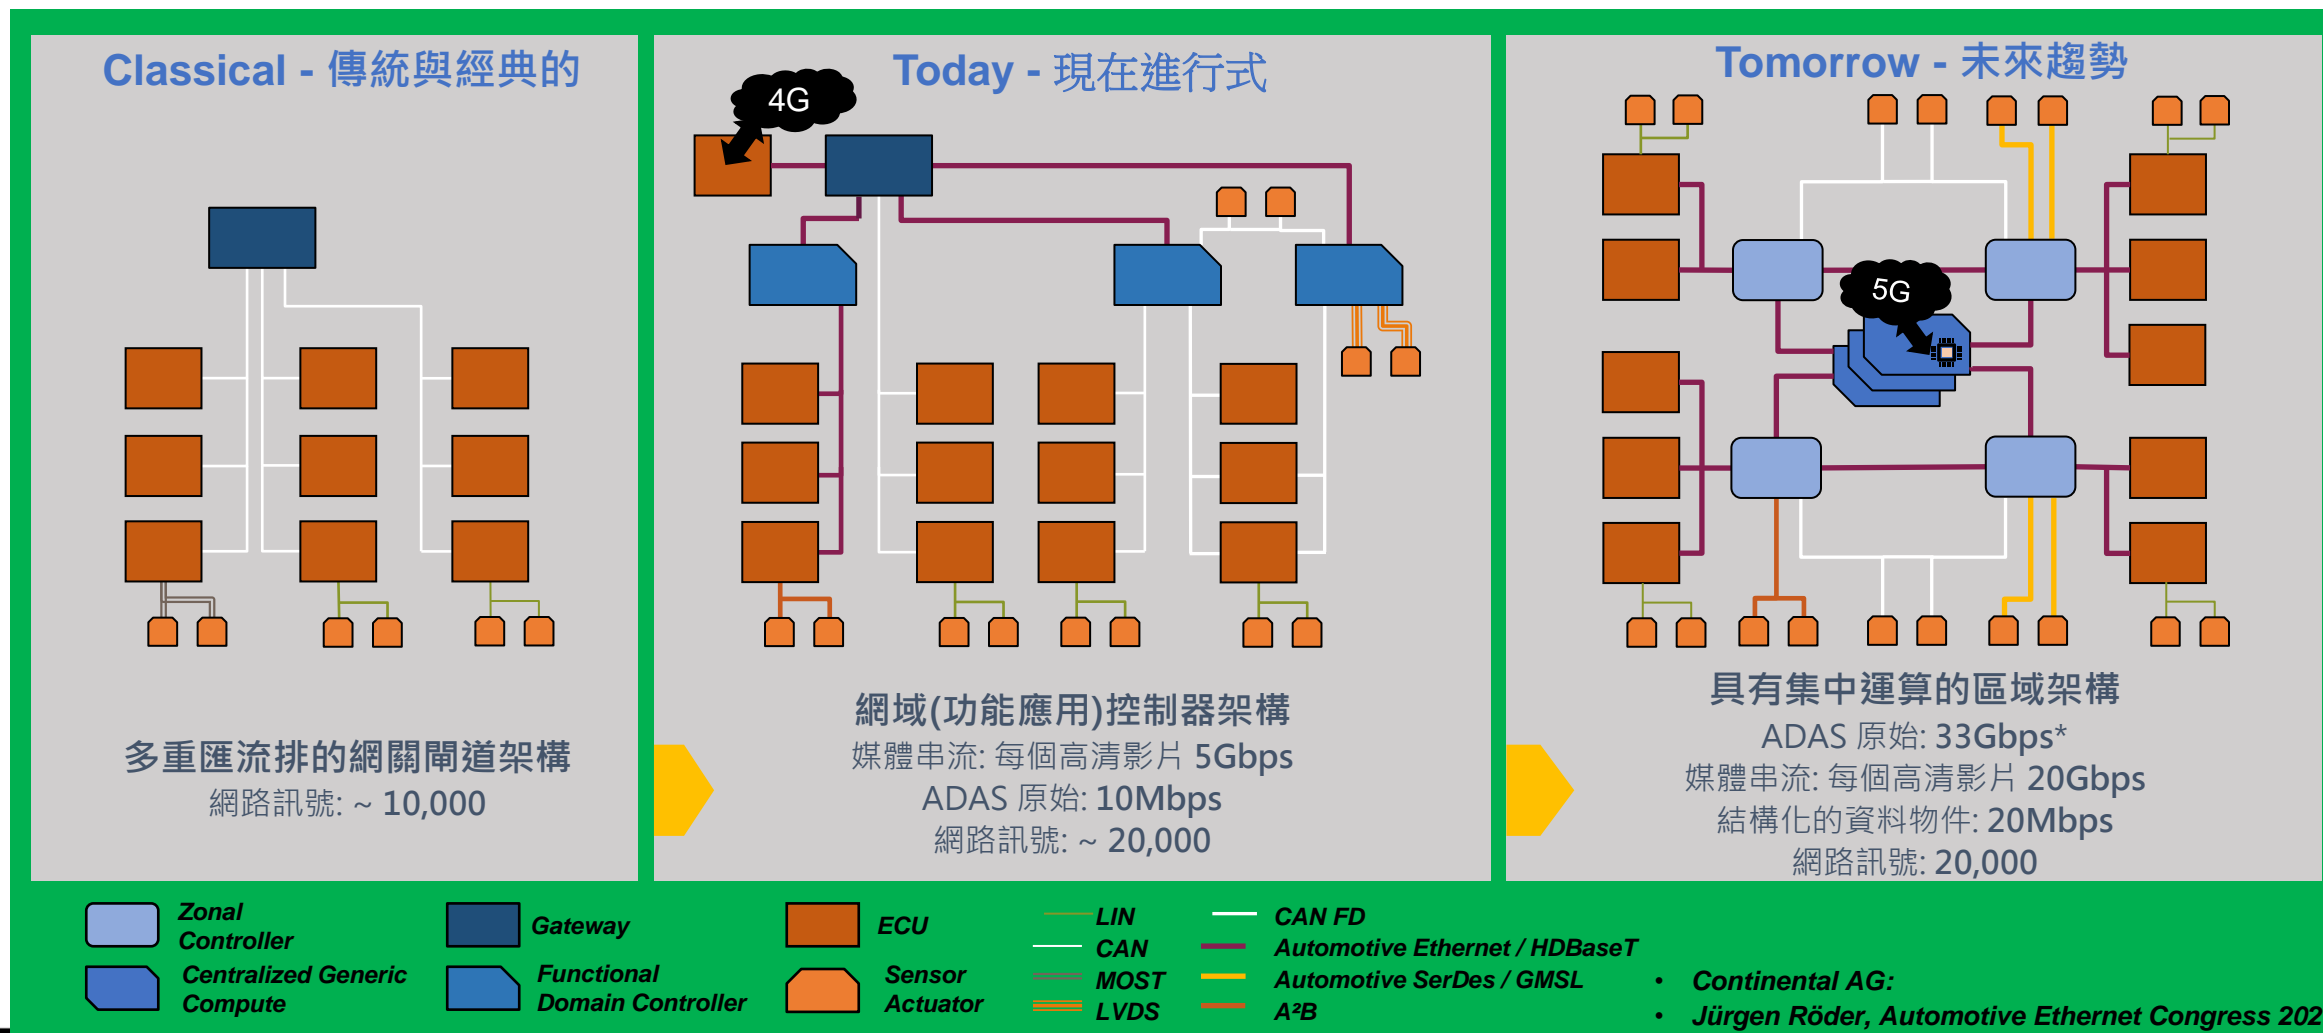 Classical - 傳統與經典的
多重匯流排的網關閘道架構
網路訊號: ~ 10,000
Today - 現在進行式
4G
網域(功能應用)控制器架構
媒體串流: 每個高清影片 5Gbps
ADAS 原始: 10Mbps
網路訊號: ~ 20,000
Tomorrow - 未來趨勢
5G
具有集中運算的區域架構
ADAS 原始: 33Gbps*
媒體串流: 每個高清影片 20Gbps
結構化的資料物件: 20Mbps
網路訊號: 20,000
Zonal
Controller
Centralized Generic
Compute
Gateway
Functional
Domain Controller
ECU
Sensor
Actuator
LIN
CAN
MOST
LVDS
CAN FD
Automotive Ethernet / HDBaseT
Automotive SerDes / GMSL
A²B
• Continental AG:
• Jürgen Röder, Automotive Ethernet Congress 202